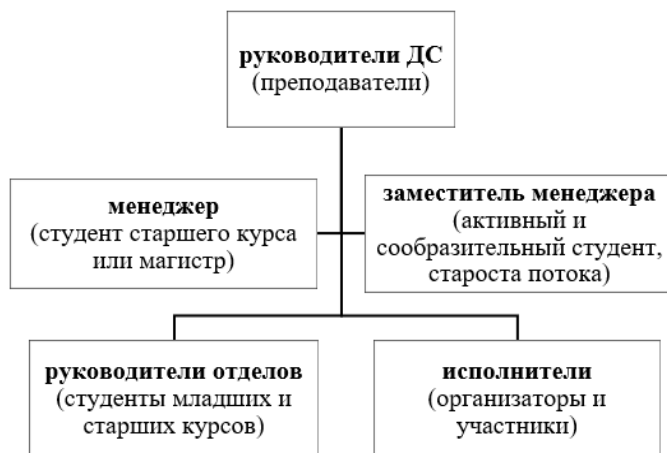 руководители ДС
(преподаватели)
менеджер
(студент старшего курса
или магистр)
заместитель менеджера
(активный и
сообразительный студент,
староста потока)
руководители отделов
(студенты младших и
старших курсов)
исполнители
(организаторы и
участники)